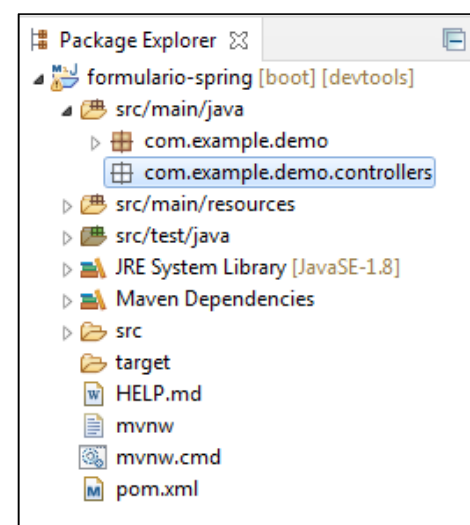 Package Explorer
formulario-spring [boot] [devtools]
src/main/java
com.example.demo
com.example.demo.controllers
src/main/resources
src/test/java
JRE System Library [JavaSE-1.8]
Maven Dependencies
src
target
HELP.md
mvnw
mvnw.cmd
pom.xml